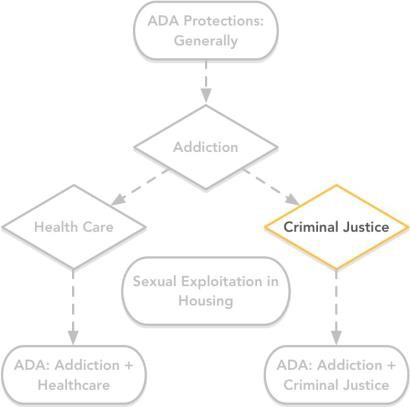 ADA Protections:
Generally
Addiction
Health Care
Criminal Justice
Sexual Exploitation in
Housing
ADA: Addiction +
Healthcare
ADA: Addiction +
Criminal Justice